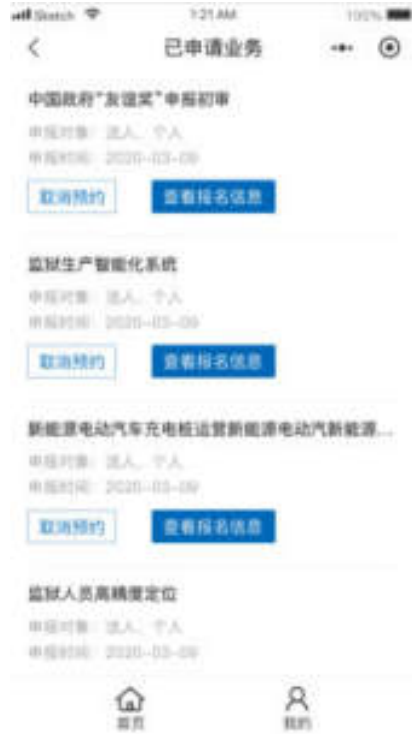 Sketch 1:21 AM 100%
已申请业务
中国政府“友谊奖”申报初审
申报对象：法人、个人
申报时间：2020-03-09
取消预约 查看报名信息
监狱生产智能化系统
申报对象：法人、个人
申报时间：2020-03-09
取消预约 查看报名信息
新能源电动汽车充电桩运营新能源电动汽新能源...
申报对象：法人、个人
申报时间：2020-03-09
取消预约 查看报名信息
监狱人员高精度定位
申报对象：法人、个人
申报时间：2020-03-09
首页 我的